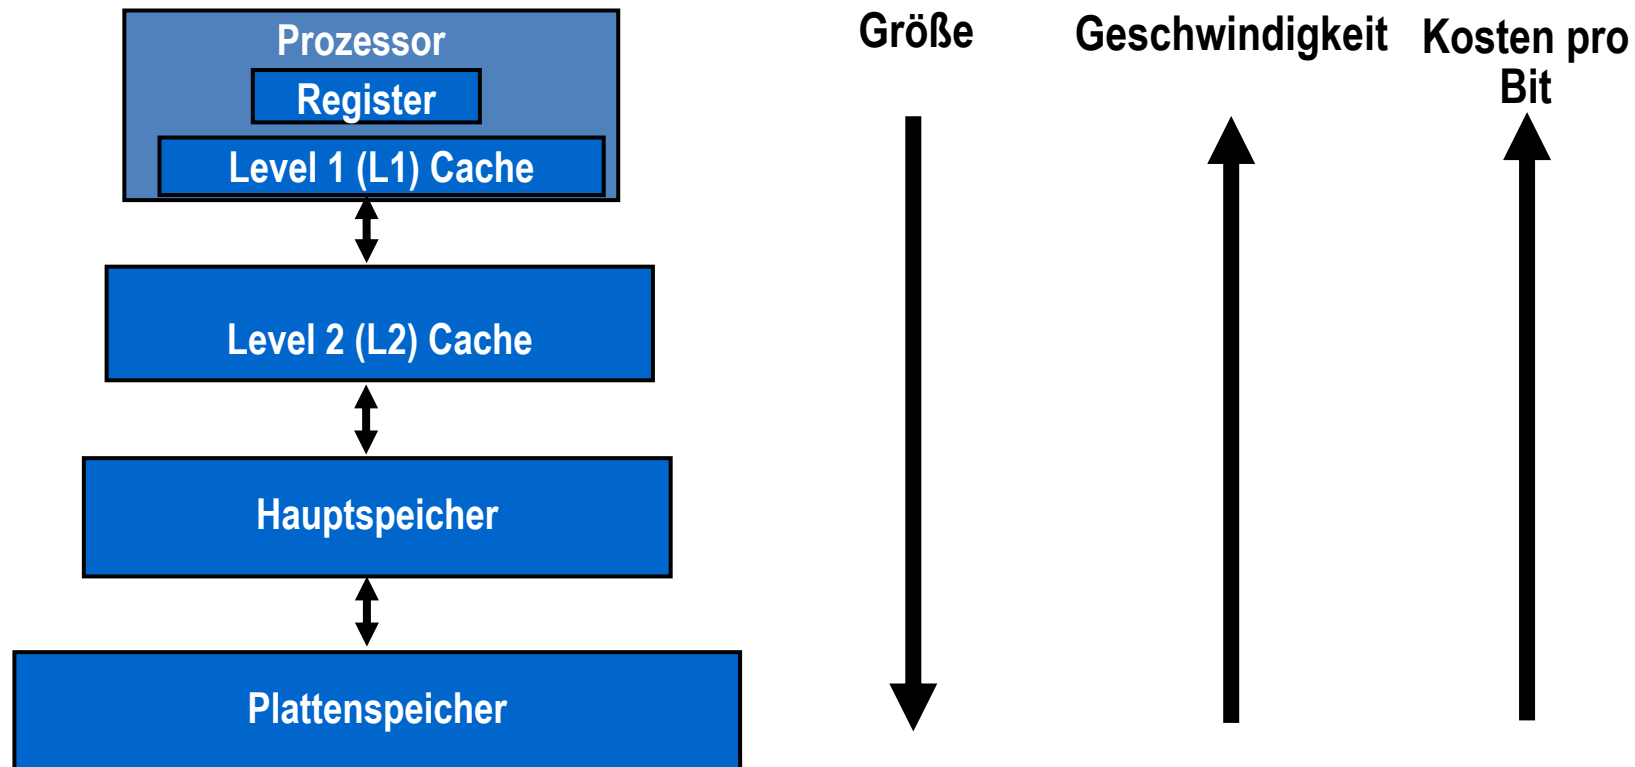 Prozessor
Register
Level 1 (L1) Cache
Level 2 (L2) Cache
Hauptspeicher
Plattenspeicher
Größe
Geschwindigkeit
Kosten pro
Bit